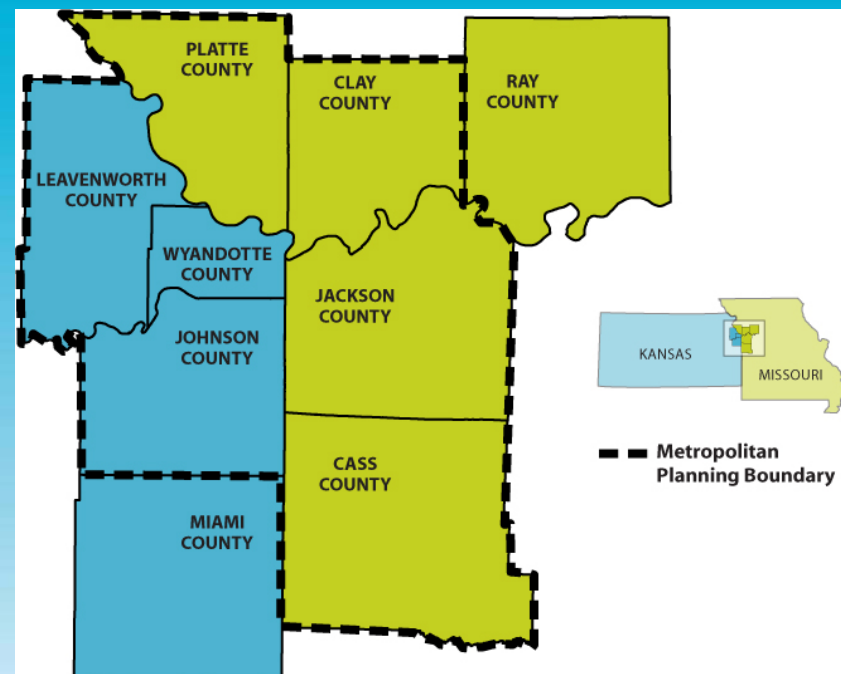 PLATTE
COUNTY
CLAY
COUNTY
RAY
COUNTY
LEAVENWORTH
COUNTY
WYANDOTTE
COUNTY
JACKSON
COUNTY
JOHNSON
COUNTY
KANSAS
MISSOURI
Metropolitan
Planning Boundary
CASS
COUNTY
MIAMI
COUNTY